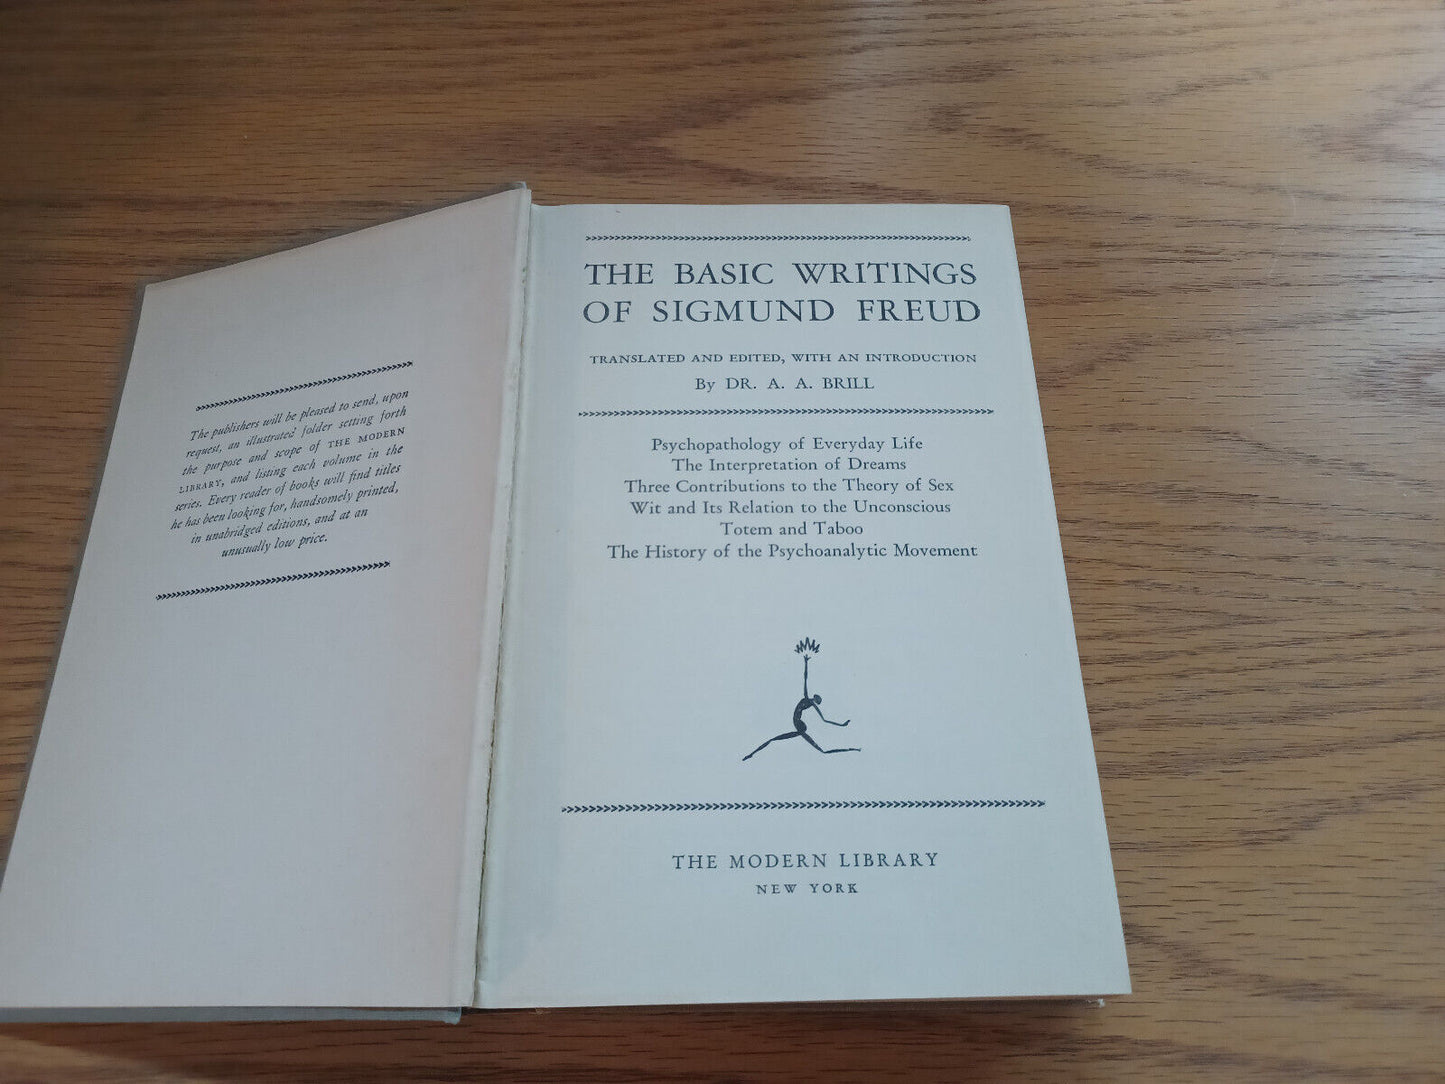 The publishers will be pleased to send, upon
request, an illustrated folder setting forth
the purpose and scope of THE MODERN
LIBRARY, and listing each volume in the
series. Every reader of books will find titles
he has been looking for, handsomely printed,
in unabridged editions, and at an
unusually low price.
THE BASIC WRITINGS
OF SIGMUND FREUD
TRANSLATED AND EDITED, WITH AN INTRODUCTION
By DR. A. A. BRILL
Psychopathology of Everyday Life
The Interpretation of Dreams
Three Contributions to the Theory of Sex
Wit and Its Relation to the Unconscious
Totem and Taboo
The History of the Psychoanalytic Movement
THE MODERN LIBRARY
NEW YORK